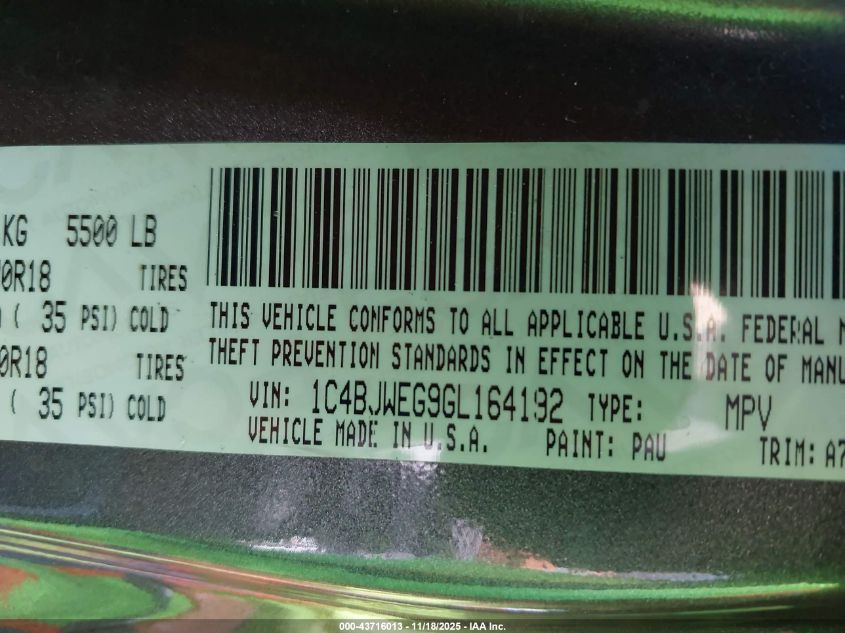 KG 5500 LB
0R18 TIRES
( 35 PSI) COLD
0R18 TIRES
( 35 PSI) COLD
THIS VEHICLE CONFORMS TO ALL APPLICABLE U.S.A. FEDERAL M
THEFT PREVENTION STANDARDS IN EFFECT ON THE DATE OF MANU
VIN: 1C4BJWEG9GL164192 TYPE: MPV
VEHICLE MADE IN U.S.A. PAINT: PAU TRIM: A7
000-43716013 - 11/18/2025 - IAA Inc.